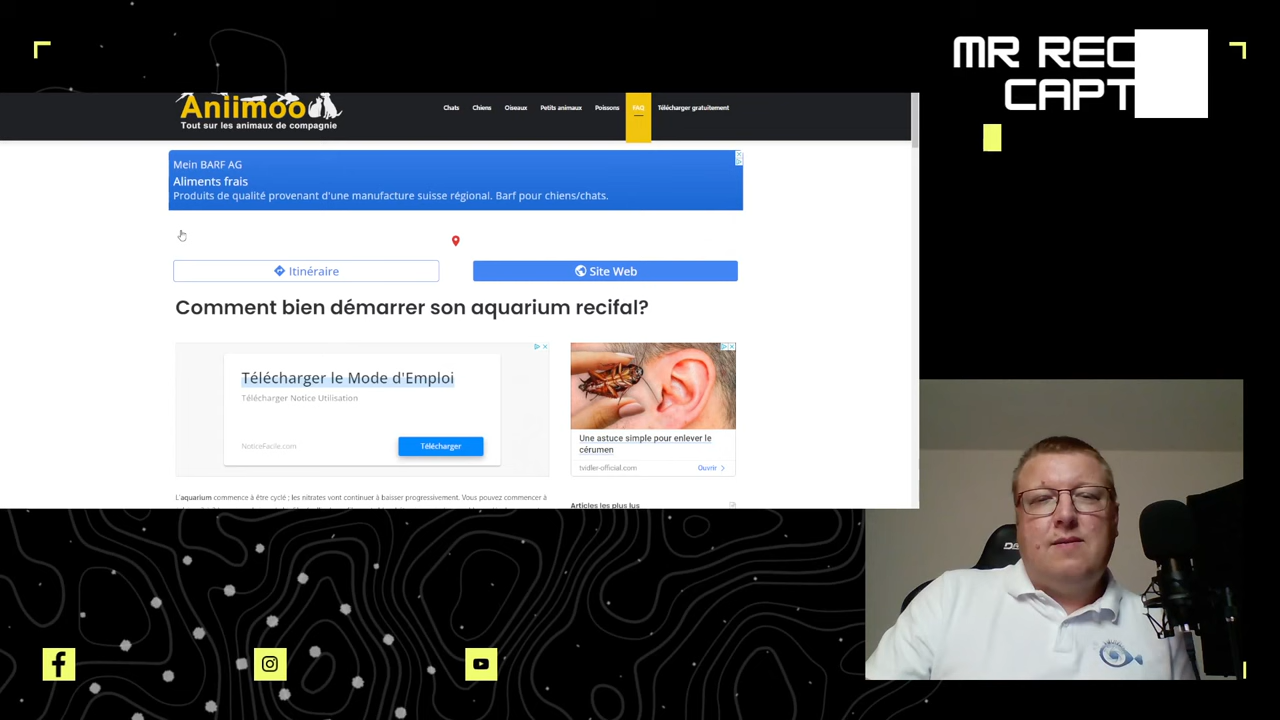 MR REC
CAPT
Aniimoo
Tout sur les animaux de compagnie
Chats
Chiens
Oiseaux
Petits animaux
Poissons
FAQ
Télécharger gratuitement
Mein BARF AG
Aliments frais
Produits de qualité provenant d'une manufacture suisse régional. Barf pour chiens/chats.
Itinéraire
Site Web
Comment bien démarrer son aquarium recifal?
Télécharger le Mode d'Emploi
Télécharger Notice Utilisation
NoticeFacile.com
Télécharger
Une astuce simple pour enlever le
cérumen
tvidler-official.com
Ouvrir
L'aquarium commence à être cyclé ; les nitrates vont continuer à baisser progressivement. Vous pouvez commencer à
Articles les plus lus